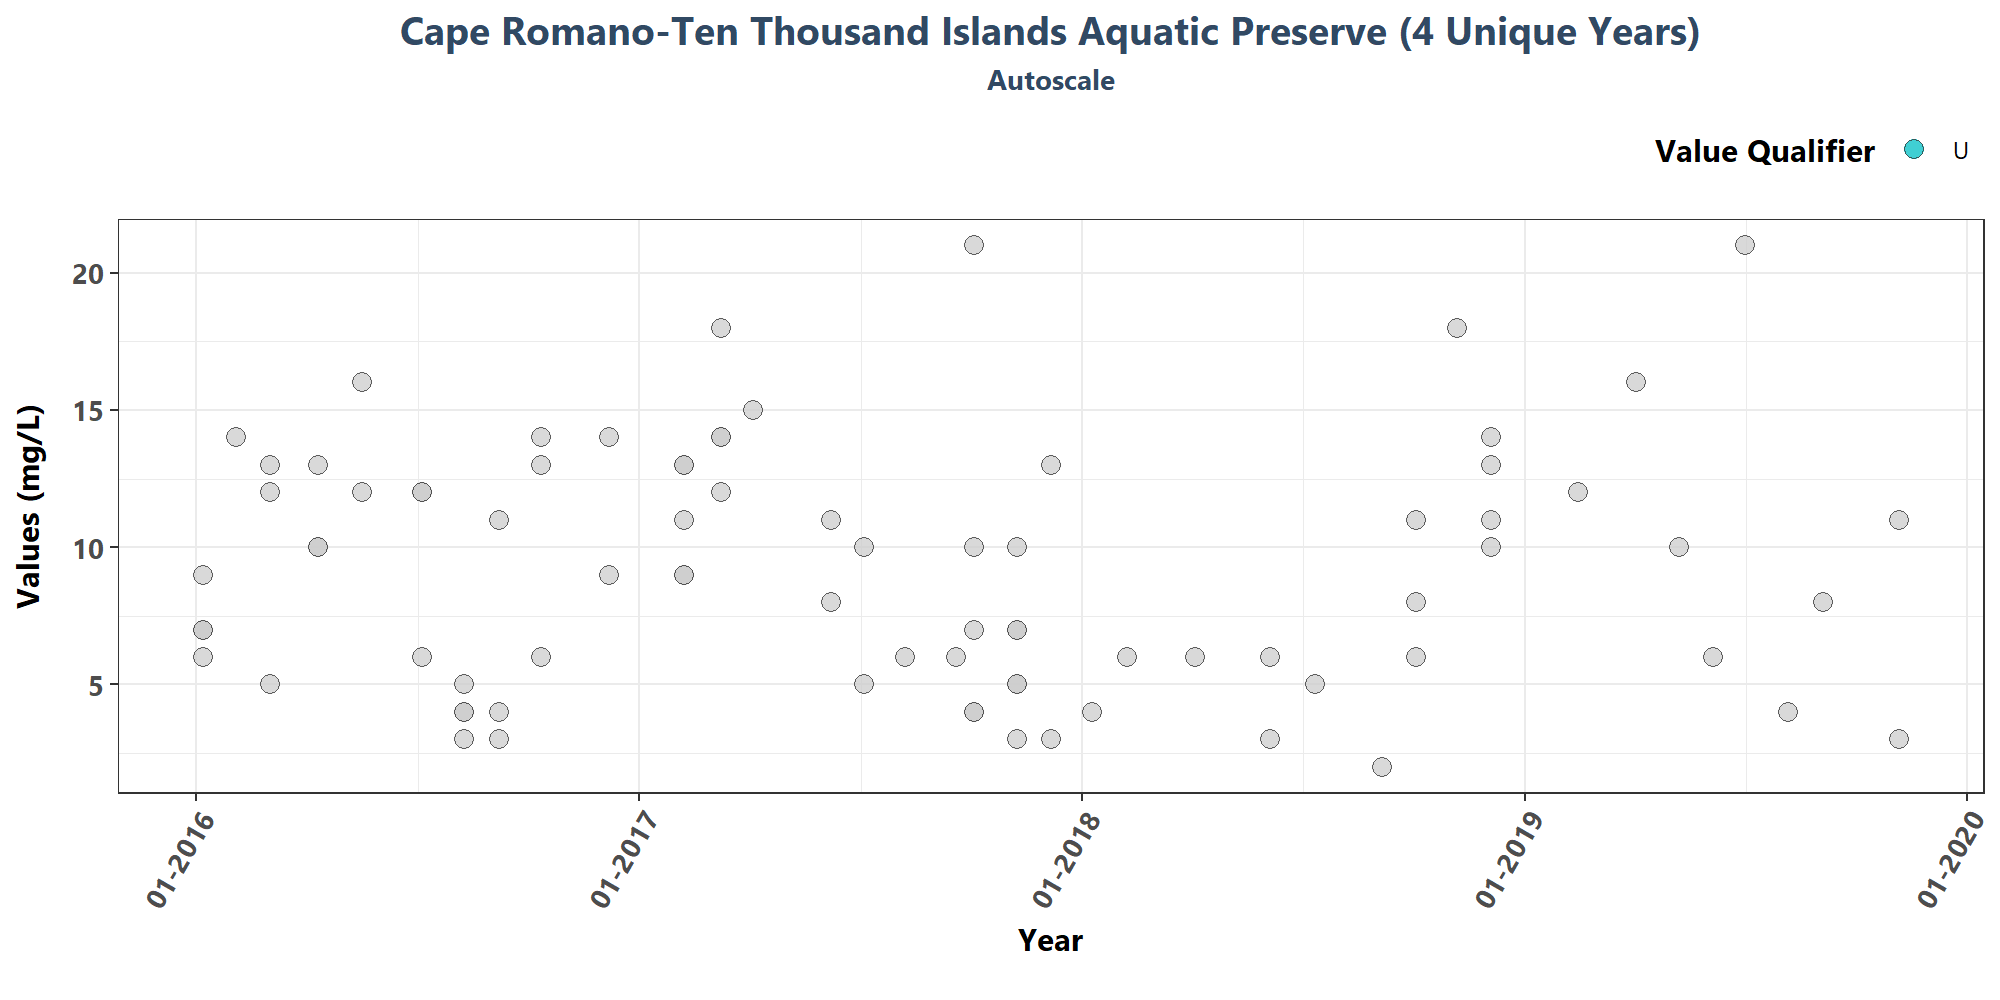 Cape Romano-Ten Thousand Islands Aquatic Preserve (4 Unique Years)
Autoscale
Value Qualifier U
Values (mg/L)
20
15
10
5
01-2016
01-2017
01-2018
01-2019
01-2020
Year